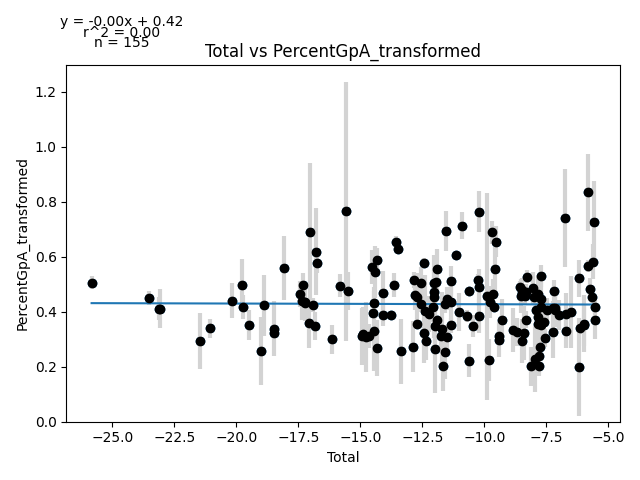 y = -0.00x + 0.42
r^2 = 0.00
n = 155
Total vs PercentGpA_transformed
PercentGpA_transformed
1.2
1.0
0.8
0.6
0.4
0.2
0.0
−25.0 −22.5 −20.0 −17.5 −15.0 −12.5 −10.0 −7.5 −5.0
Total